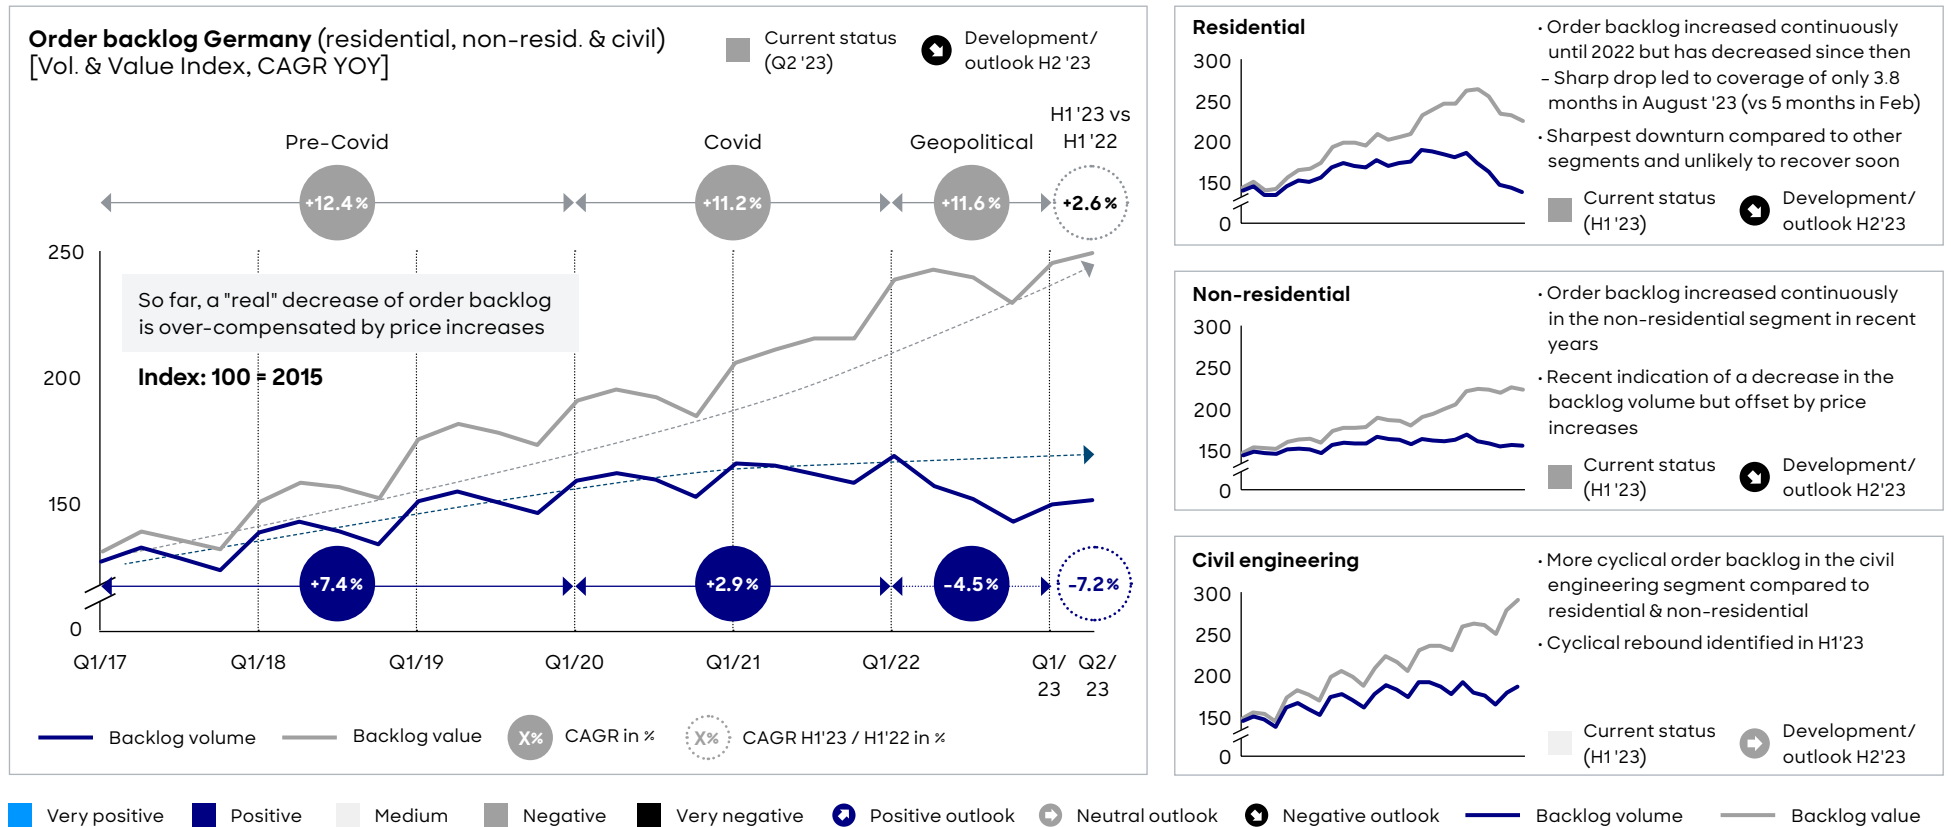 Order backlog Germany (residential, non-resid. & civil)
[Vol. & Value Index, CAGR YOY]
Current status
(Q2 '23)
Development/
outlook H2 '23
Pre-Covid
Covid
Geopolitical
H1 '23 vs
H1 '22
+12.4%
+11.2%
+11.6%
+2.6%
250
200
150
0
So far, a "real" decrease of order backlog
is over-compensated by price increases
Index: 100 = 2015
+7.4%
+2.9%
-4.5%
-7.2%
Q1/17
Q1/18
Q1/19
Q1/20
Q1/21
Q1/22
Q1/
23
Q2/
23
Backlog volume
Backlog value
X%
CAGR in %
X%
CAGR H1'23 / H1'22 in %
Residential
300
250
200
150
0
· Order backlog increased continuously
until 2022 but has decreased since then
– Sharp drop led to coverage of only 3.8
months in August '23 (vs 5 months in Feb)
· Sharpest downturn compared to other
segments and unlikely to recover soon
Current status
(H1 '23)
Development/
outlook H2'23
Non-residential
300
250
200
150
0
· Order backlog increased continuously
in the non-residential segment in recent
years
· Recent indication of a decrease in the
backlog volume but offset by price
increases
Current status
(H1 '23)
Development/
outlook H2'23
Civil engineering
300
250
200
150
0
· More cyclical order backlog in the civil
engineering segment compared to
residential & non-residential
· Cyclical rebound identified in H1'23
Current status
(H1 '23)
Development/
outlook H2'23
Very positive
Positive
Medium
Negative
Very negative
Positive outlook
Neutral outlook
Negative outlook
Backlog volume
Backlog value